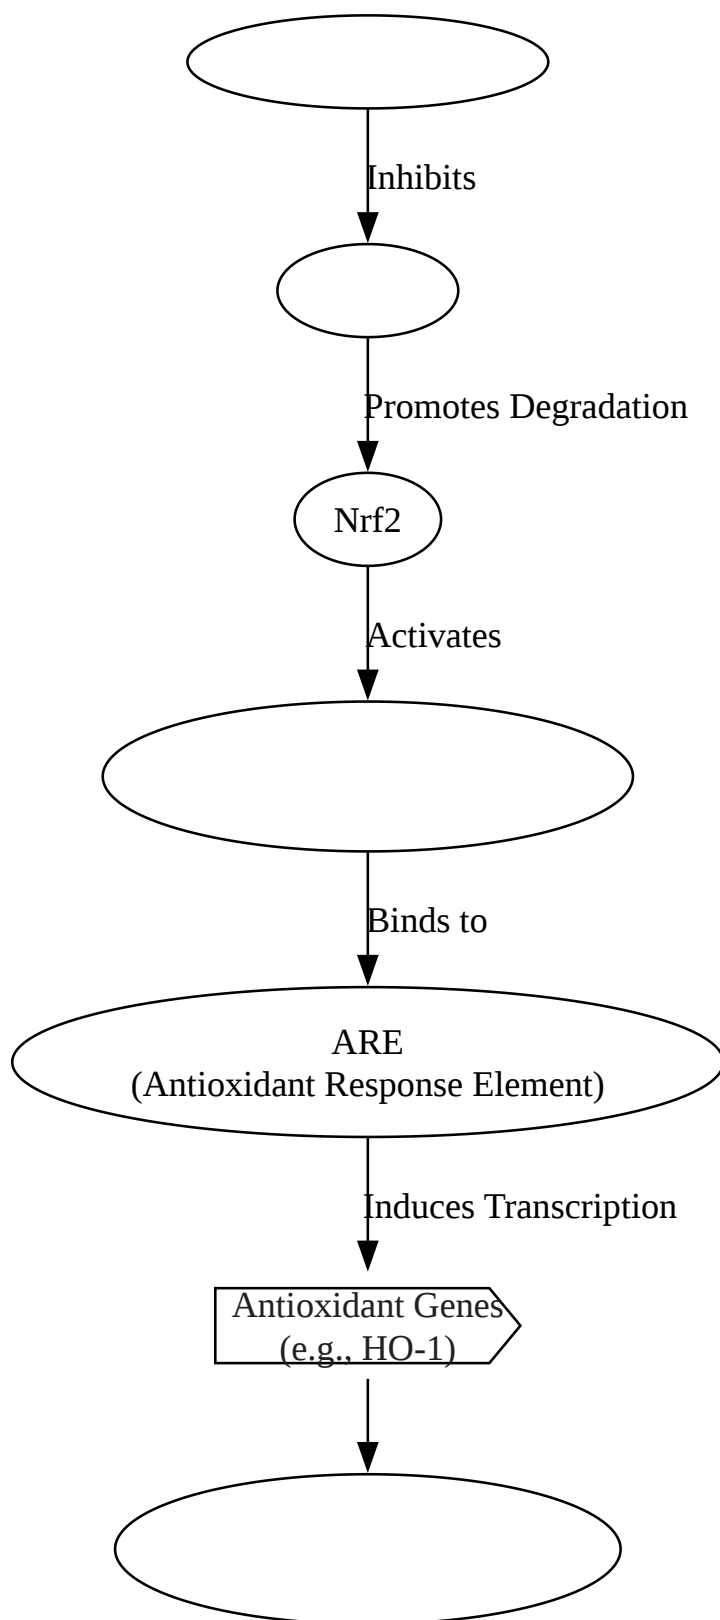 Inhibits
Promotes Degradation
Nrf2
Activates
Binds to
ARE
(Antioxidant Response Element)
Induces Transcription
Antioxidant Genes
(e.g., HO-1)